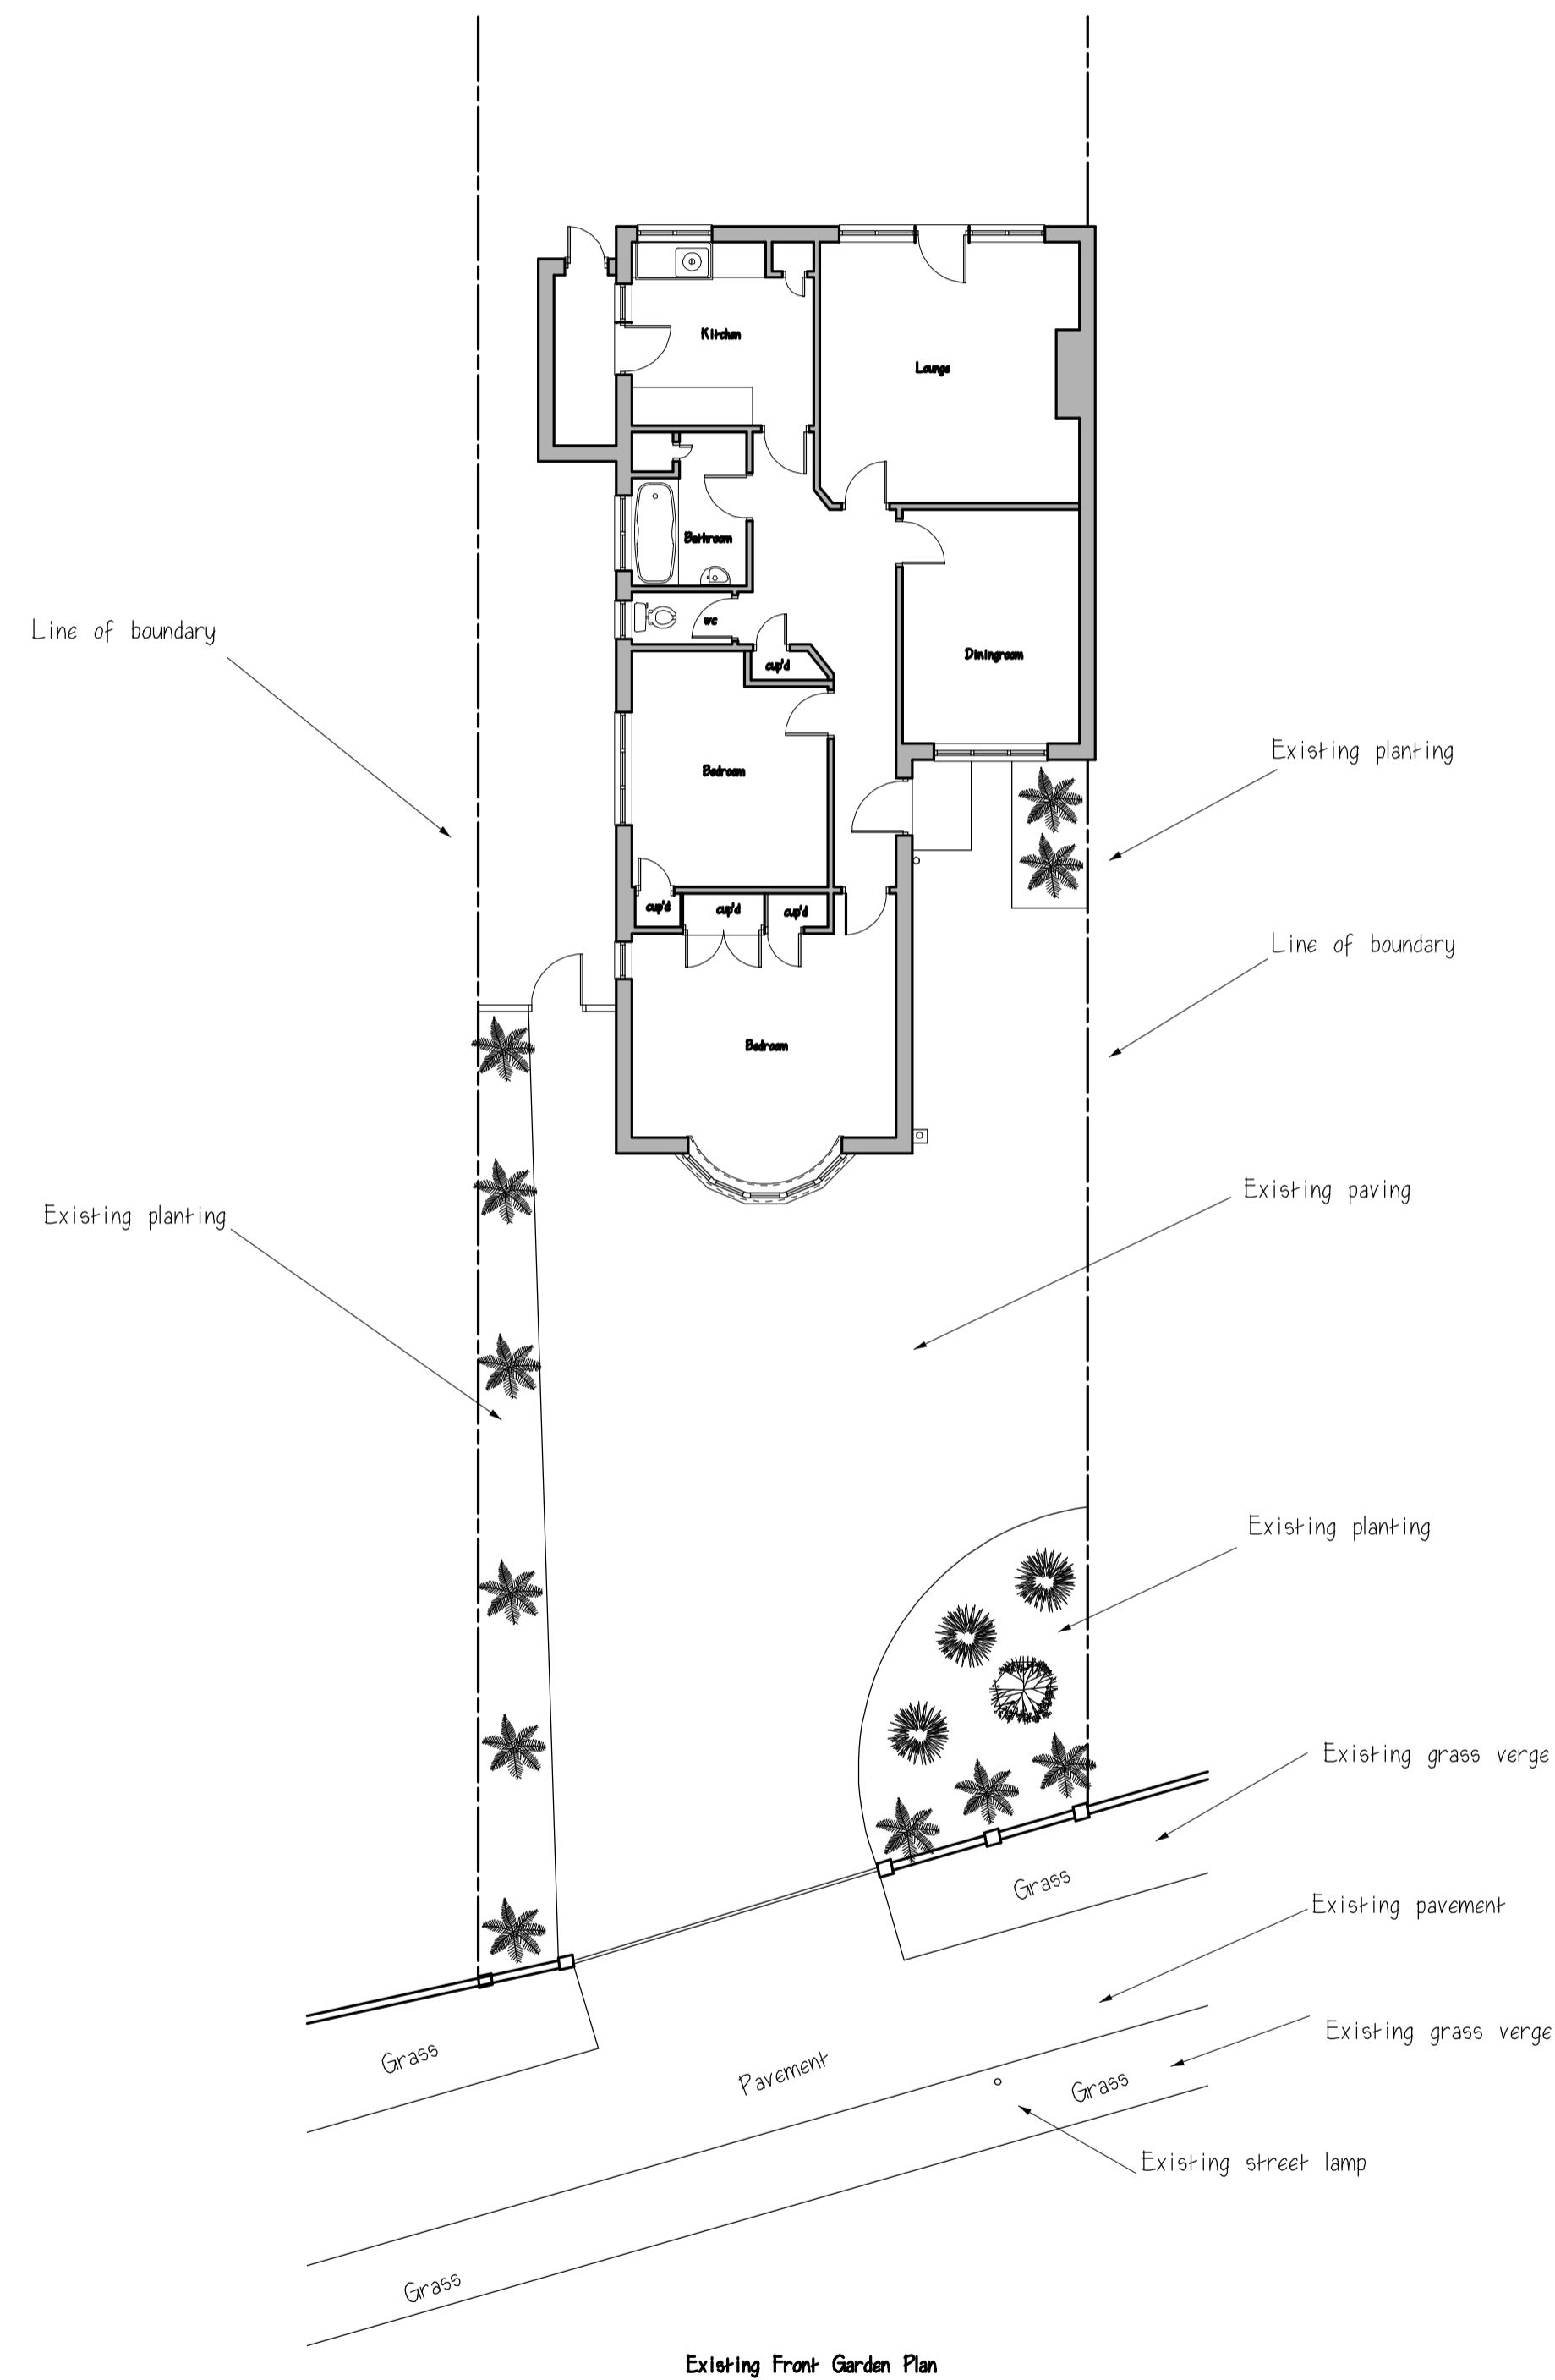 Kitchen
Lounge
Bathroom
wc
Line of boundary
Diningroom
cup'd
Existing planting
Bedroom
cup'd
cup'd
cup'd
Line of boundary
Bedroom
Existing paving
Existing planting
Existing planting
Existing grass verge
Grass
Existing pavement
Existing grass verge
Grass
Pavement
Grass
Existing street lamp
Grass
Existing Front Garden Plan